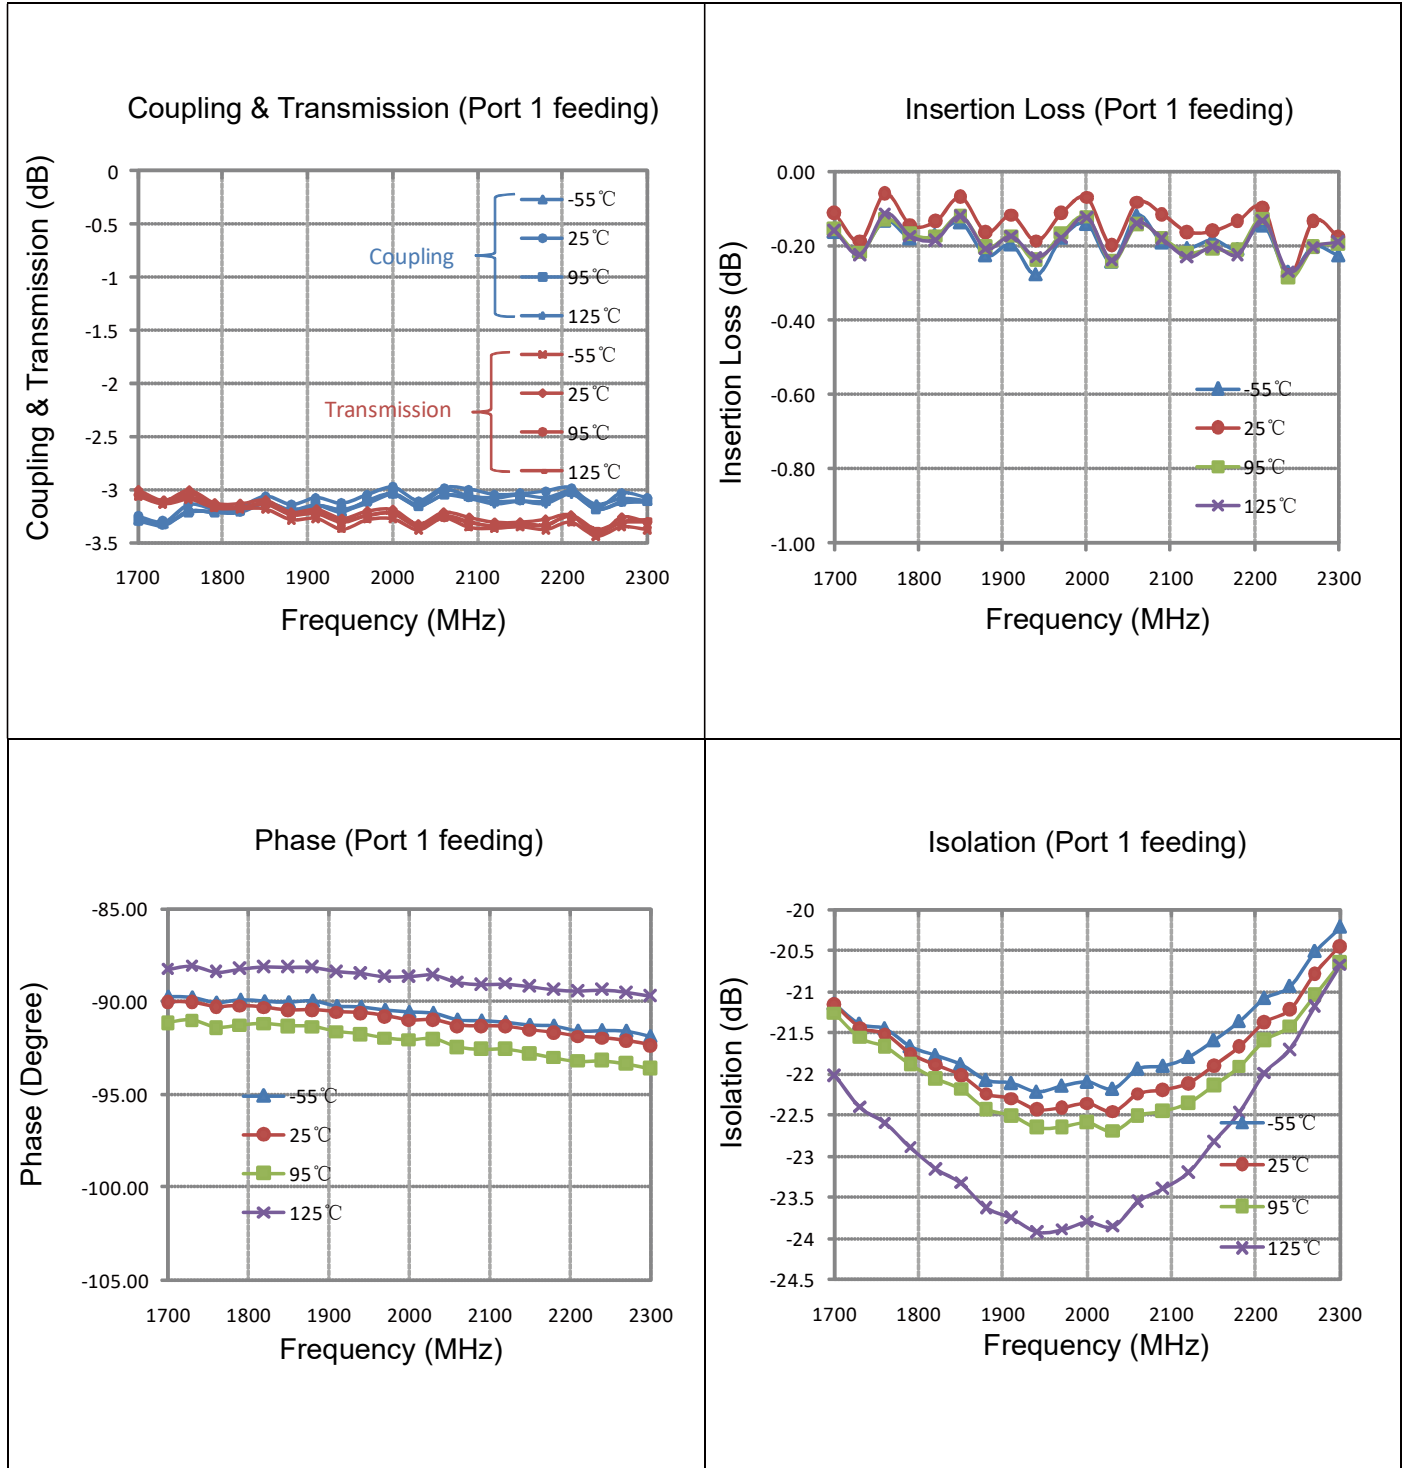 Coupling & Transmission (Port 1 feeding)
Coupling & Transmission (dB)
0
-0.5
-1
-1.5
-2
-2.5
-3
-3.5
Coupling
-55℃
25℃
95℃
125℃
Transmission
-55℃
25℃
95℃
125℃
1700 1800 1900 2000 2100 2200 2300
Frequency (MHz)
Insertion Loss (Port 1 feeding)
Insertion Loss (dB)
0.00
-0.20
-0.40
-0.60
-0.80
-1.00
-55℃
25℃
95℃
125℃
1700 1800 1900 2000 2100 2200 2300
Frequency (MHz)
Phase (Port 1 feeding)
Phase (Degree)
-85.00
-90.00
-95.00
-100.00
-105.00
-55℃
25℃
95℃
125℃
1700 1800 1900 2000 2100 2200 2300
Frequency (MHz)
Isolation (Port 1 feeding)
Isolation (dB)
-20
-20.5
-21
-21.5
-22
-22.5
-23
-23.5
-24
-24.5
-55℃
25℃
95℃
125℃
1700 1800 1900 2000 2100 2200 2300
Frequency (MHz)